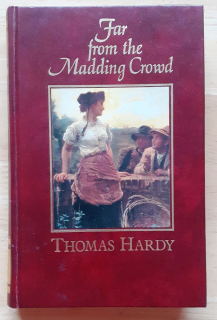 Far
from the
Madding Crowd
THOMAS HARDY